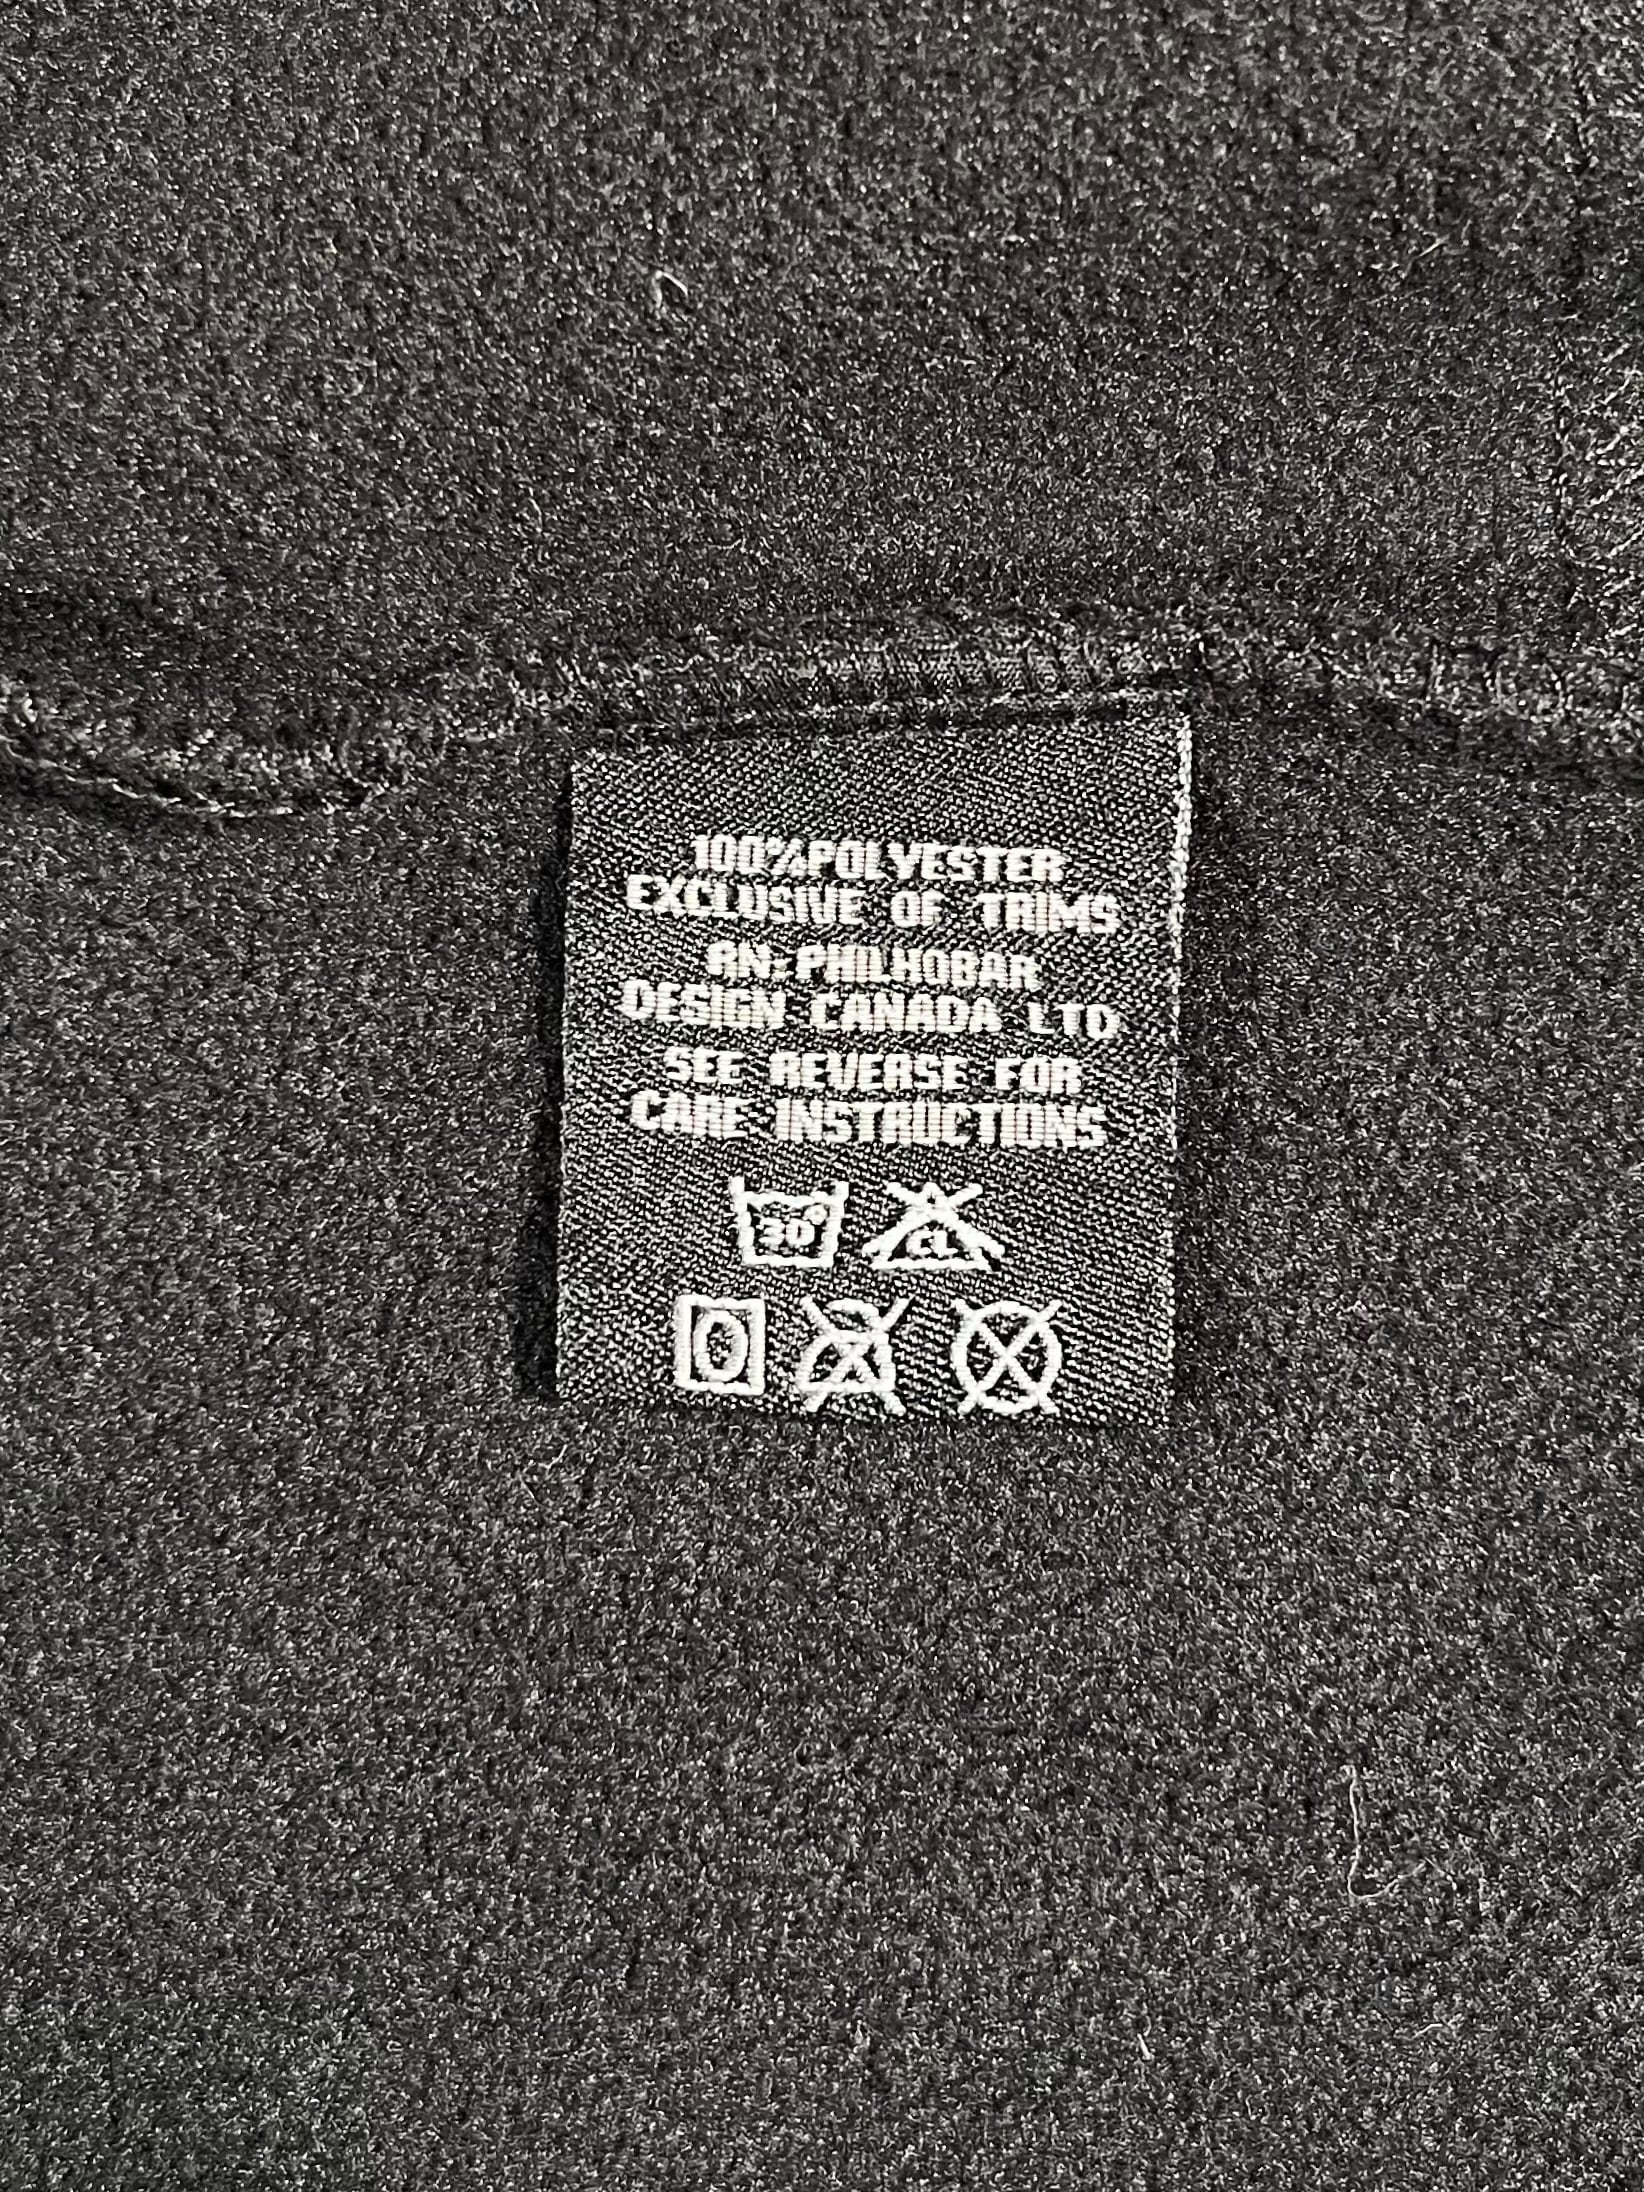 100%POLYESTER
EXCLUSIVE OF TRIMS
RN:PHILHOBAR
DESIGN CANADA LTD
SEE REVERSE FOR
CARE INSTRUCTIONS
30° CL